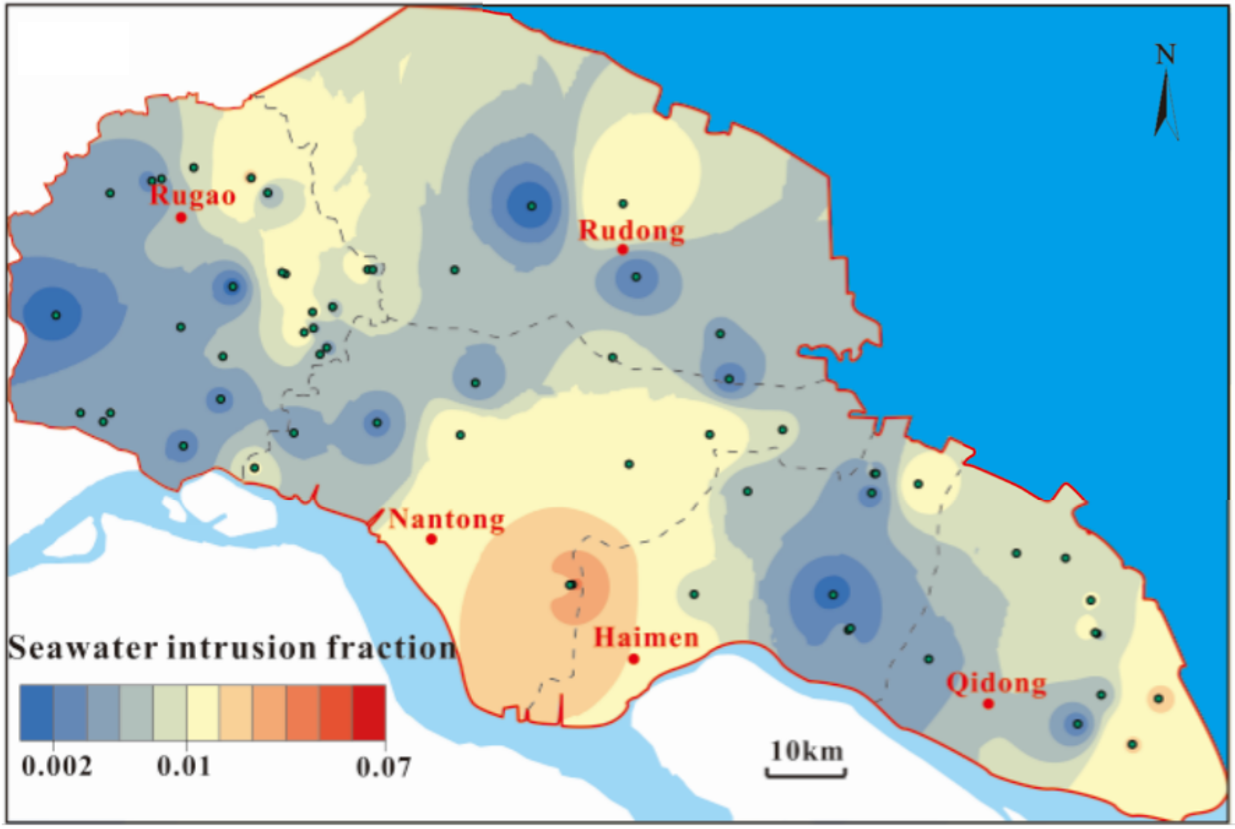 N
Rugao
Rudong
Nantong
Seawater intrusion fraction
Haimen
Qidong
0.002 0.01 0.07
10km